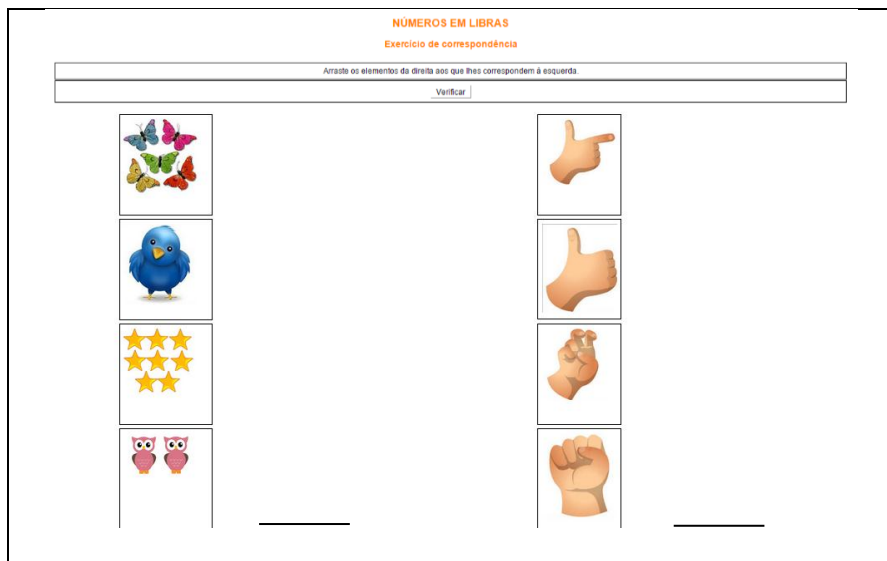 NÚMEROS EM LIBRAS
Exercício de correspondência
Arraste os elementos da direita aos que lhes correspondem á esquerda.
Verificar